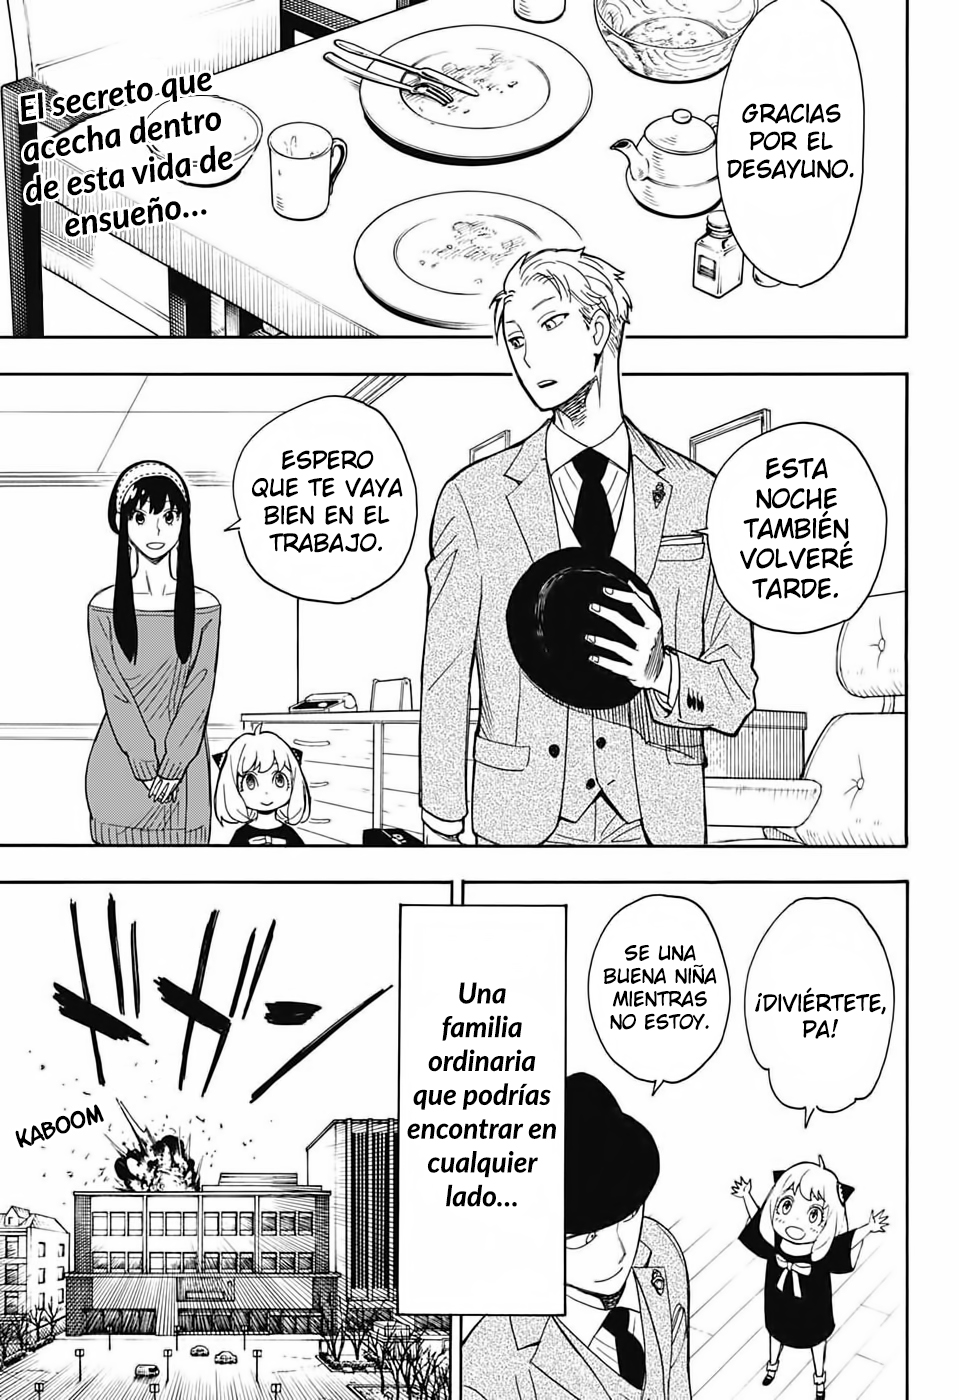 GRACIAS
POR EL
DESAYUNO.
El secreto que
acecha dentro
de esta vida de
ensueño...
ESTA
NOCHE
TAMBIÉN
VOLVERÉ
TARDE.
ESPERO
QUE TE VAYA
BIEN EN EL
TRABAJO.
¡DIVIÉRTETE,
PA!
SE UNA
BUENA NIÑA
MIENTRAS
NO ESTOY.
Una
familia
ordinaria
que podrías
encontrar en
cualquier
lado...
KABOOM